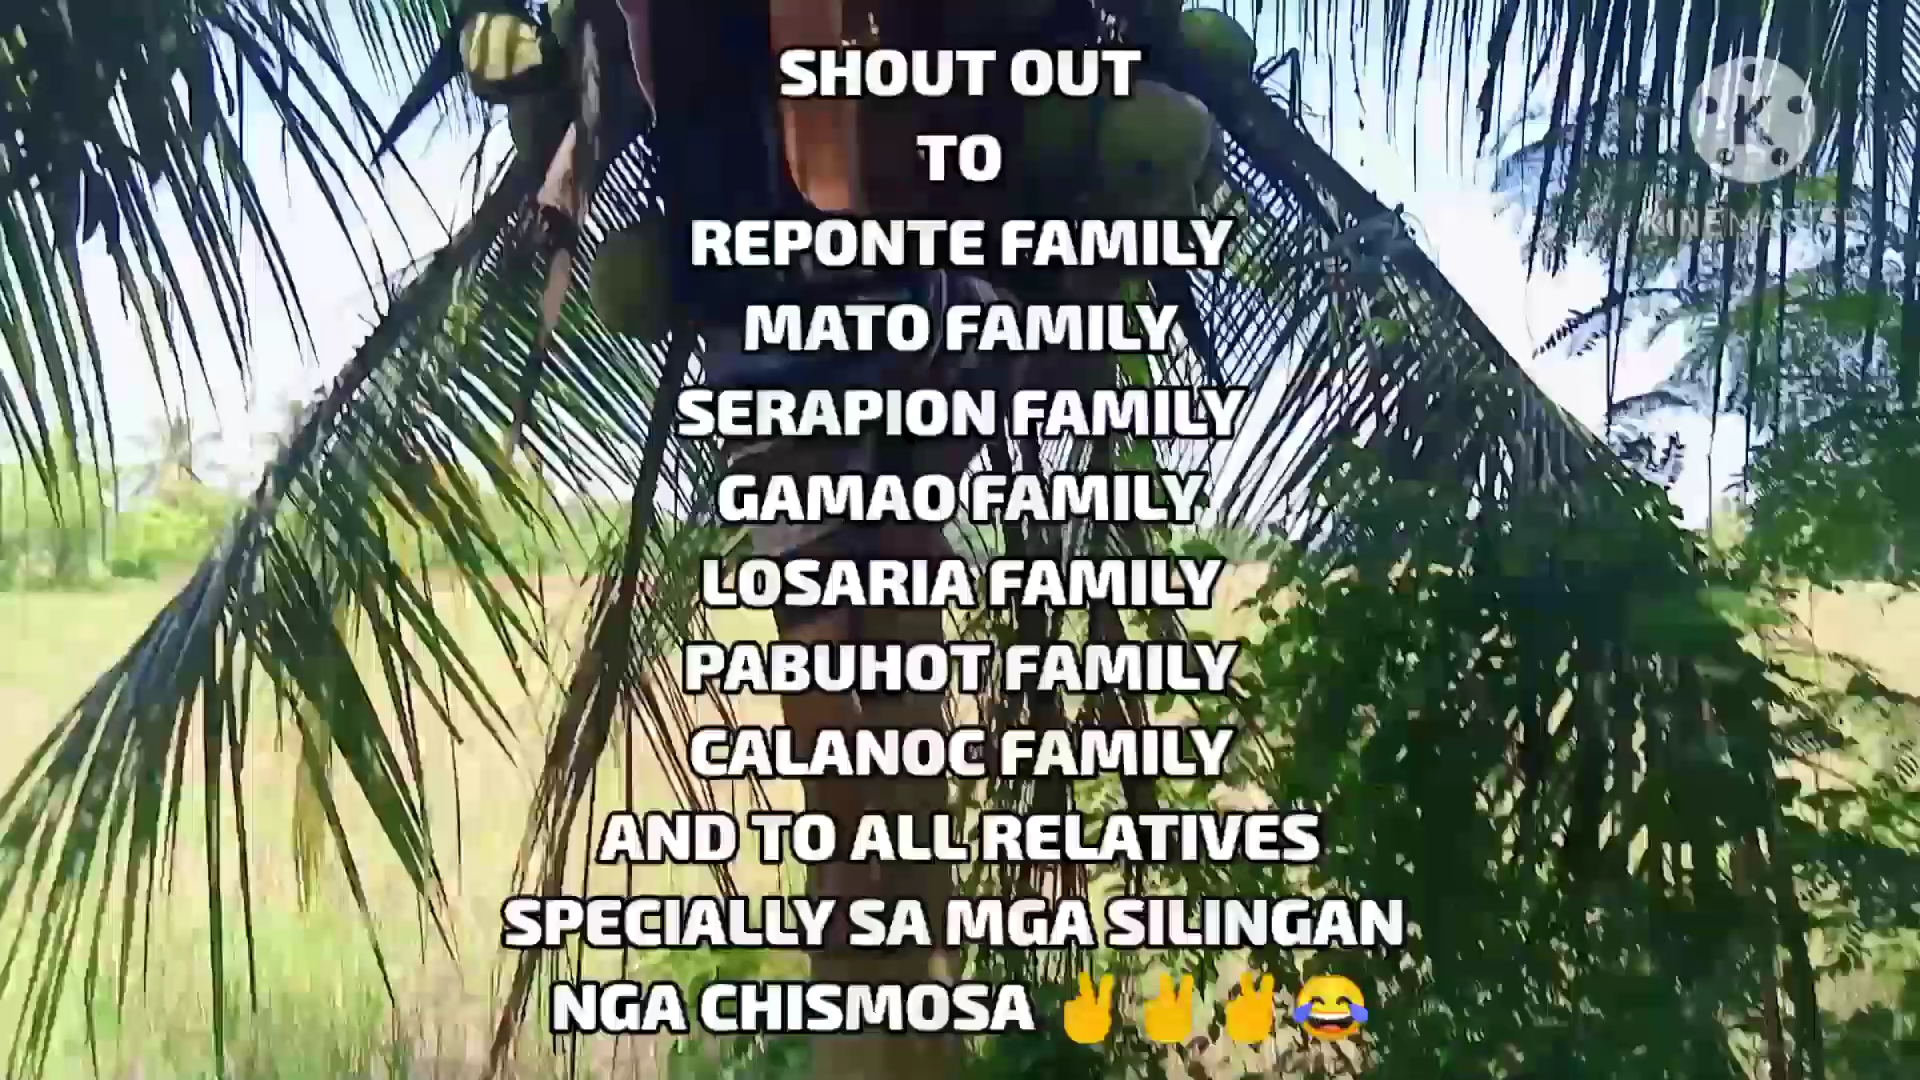 SHOUT OUT
TO
REPONTE FAMILY
MATO FAMILY
SERAPION FAMILY
GAMAO FAMILY
LOSARIA FAMILY
PABUHOT FAMILY
CALANOC FAMILY
AND TO ALL RELATIVES
SPECIALLY SA MGA SILINGAN
NGA CHISMOSA ✌✌✌😂
K
KINEMASTER